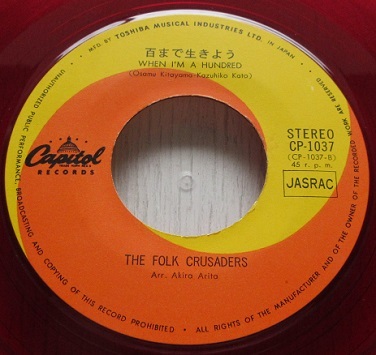 MFD. BY TOSHIBA MUSICAL INDUSTRIES LTD. IN JAPAN.
百まで生きよう
WHEN I'M A HUNDRED
(Osamu Kitayama-Kazuhiko Kato)
Capitol
RECORDS
STEREO
CP-1037
(CP-1037-B)
45 r. p. m.
JASRAC
THE FOLK CRUSADERS
Arr. Akira Arita
UNAUTHORIZED PUBLIC PERFORMANCE, BROADCASTING AND COPYING OF THIS RECORD PROHIBITED • ALL RIGHTS OF THE MANUFACTURER AND OF THE OWNER OF THE RECORDED WORK ARE RESERVED